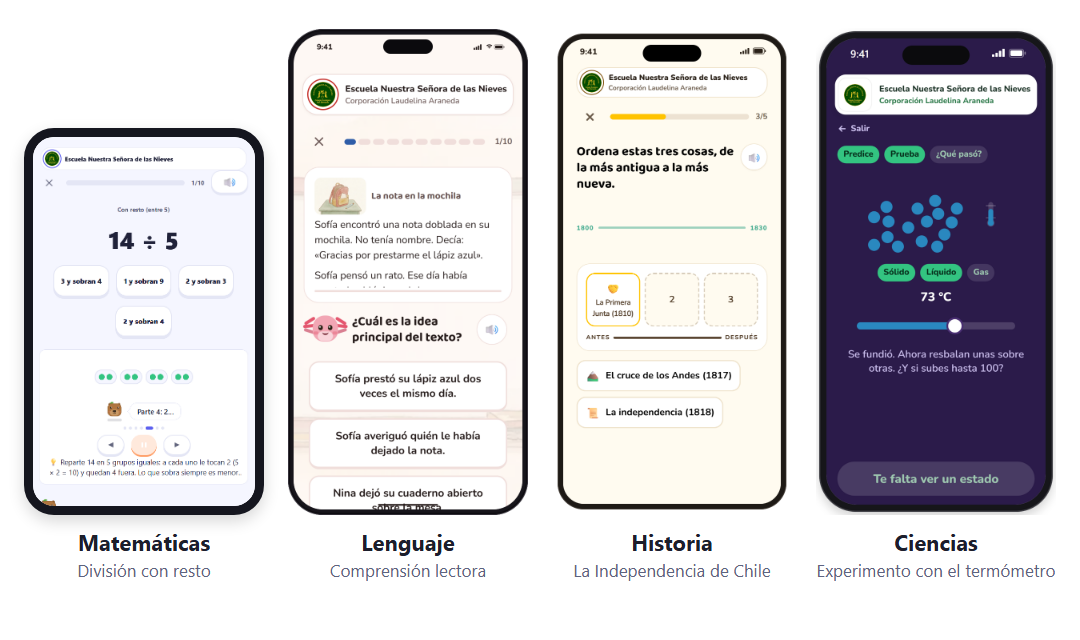 Escuela Nuestra Señora de las Nieves
1/10
Con resto (entre 5)
14 ÷ 5
3 y sobran 4
1 y sobran 9
2 y sobran 3
2 y sobran 4
Parte 4: 2...
Reparte 14 en 5 grupos iguales: a cada uno le tocan 2 (5
× 2 = 10) y quedan 4 fuera. Lo que sobra siempre es menor...
Matemáticas
División con resto
9:41
Escuela Nuestra Señora de las Nieves
Corporación Laudelina Araneda
1/10
La nota en la mochila
Sofía encontró una nota doblada en su
mochila. No tenía nombre. Decía:
«Gracias por prestarme el lápiz azul».
Sofía pensó un rato. Ese día había
¿Cuál es la idea
principal del texto?
Sofía prestó su lápiz azul dos
veces el mismo día.
Sofía averiguó quién le había
dejado la nota.
Nina dejó su cuaderno abierto
sobre la mesa.
Lenguaje
Comprensión lectora
9:41
Escuela Nuestra Señora de las Nieves
Corporación Laudelina Araneda
3/5
Ordena estas tres cosas, de
la más antigua a la más
nueva.
1800
1830
La Primera
Junta (1810)
2
3
ANTES
DESPUÉS
El cruce de los Andes (1817)
La independencia (1818)
Historia
La Independencia de Chile
9:41
Escuela Nuestra Señora de las Nieves
Corporación Laudelina Araneda
← Salir
Predice
Prueba
¿Qué pasó?
Sólido
Líquido
Gas
73 °C
Se fundió. Ahora resbalan unas sobre
otras. ¿Y si subes hasta 100?
Te falta ver un estado
Ciencias
Experimento con el termómetro